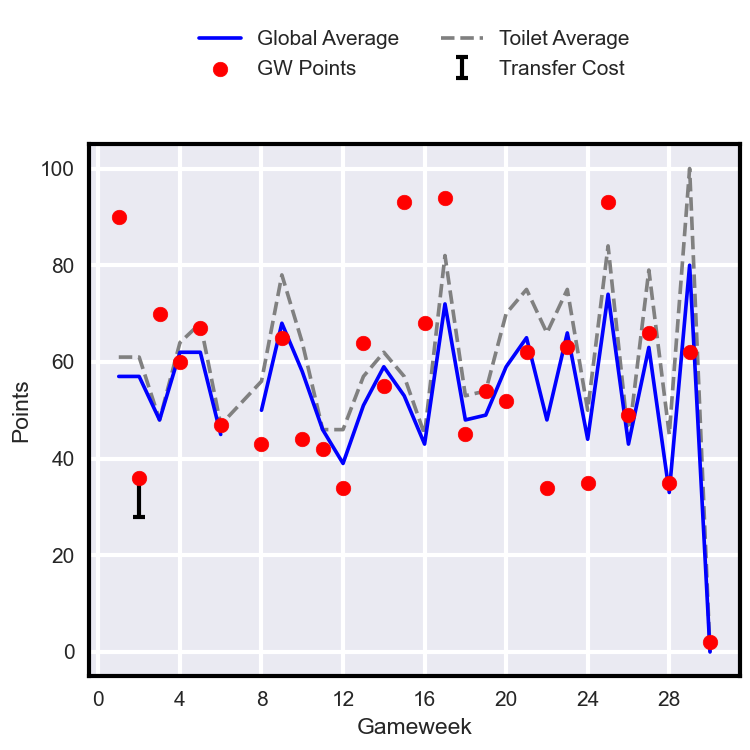 Global Average
Toilet Average
GW Points
Transfer Cost
100
80
60
40
20
0
Points
0 4 8 12 16 20 24 28
Gameweek